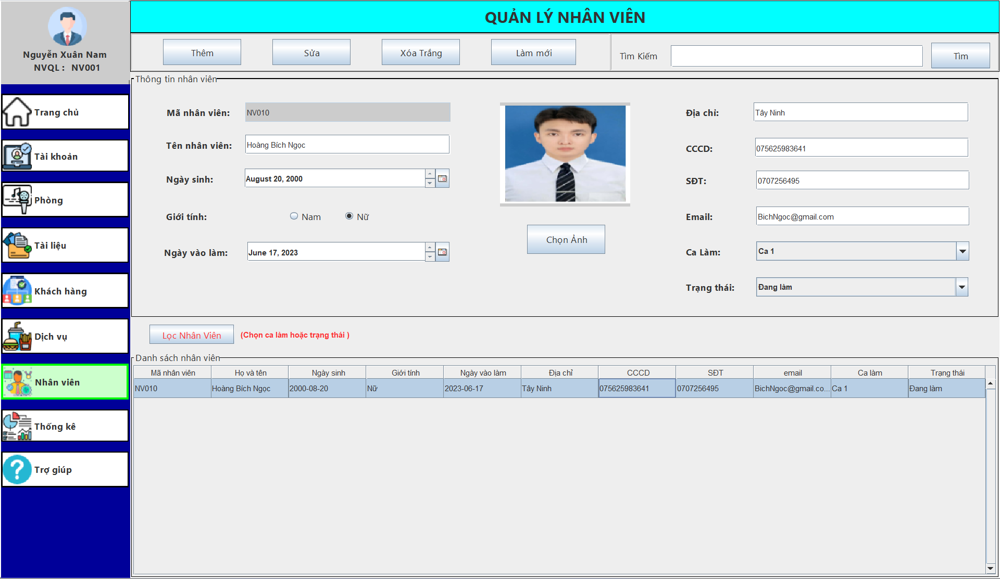 Nguyễn Xuân Nam
NVQL : NV001
Trang chủ
Tài khoản
Phòng
Tài liệu
Khách hàng
Dịch vụ
Nhân viên
Thống kê
Trợ giúp
QUẢN LÝ NHÂN VIÊN
Thêm
Sửa
Xóa Trắng
Làm mới
Tìm Kiếm
Tìm
Thông tin nhân viên
Mã nhân viên: NV010
Tên nhân viên: Hoàng Bích Ngọc
Ngày sinh: August 20, 2000
Giới tính: Nam Nữ
Ngày vào làm: June 17, 2023
Chọn Ảnh
Địa chỉ: Tây Ninh
CCCD: 075625983641
SĐT: 0707256495
Email: BichNgoc@gmail.com
Ca Làm: Ca 1
Trạng thái: Đang làm
Lọc Nhân Viên (Chọn ca làm hoặc trạng thái )
Danh sách nhân viên
Mã nhân viên Họ và tên Ngày sinh Giới tính Ngày vào làm Địa chỉ CCCD SĐT email Ca làm Trạng thái
NV010 Hoàng Bích Ngọc 2000-08-20 Nữ 2023-06-17 Tây Ninh 075625983641 0707256495 BichNgoc@gmail.co... Ca 1 Đang làm